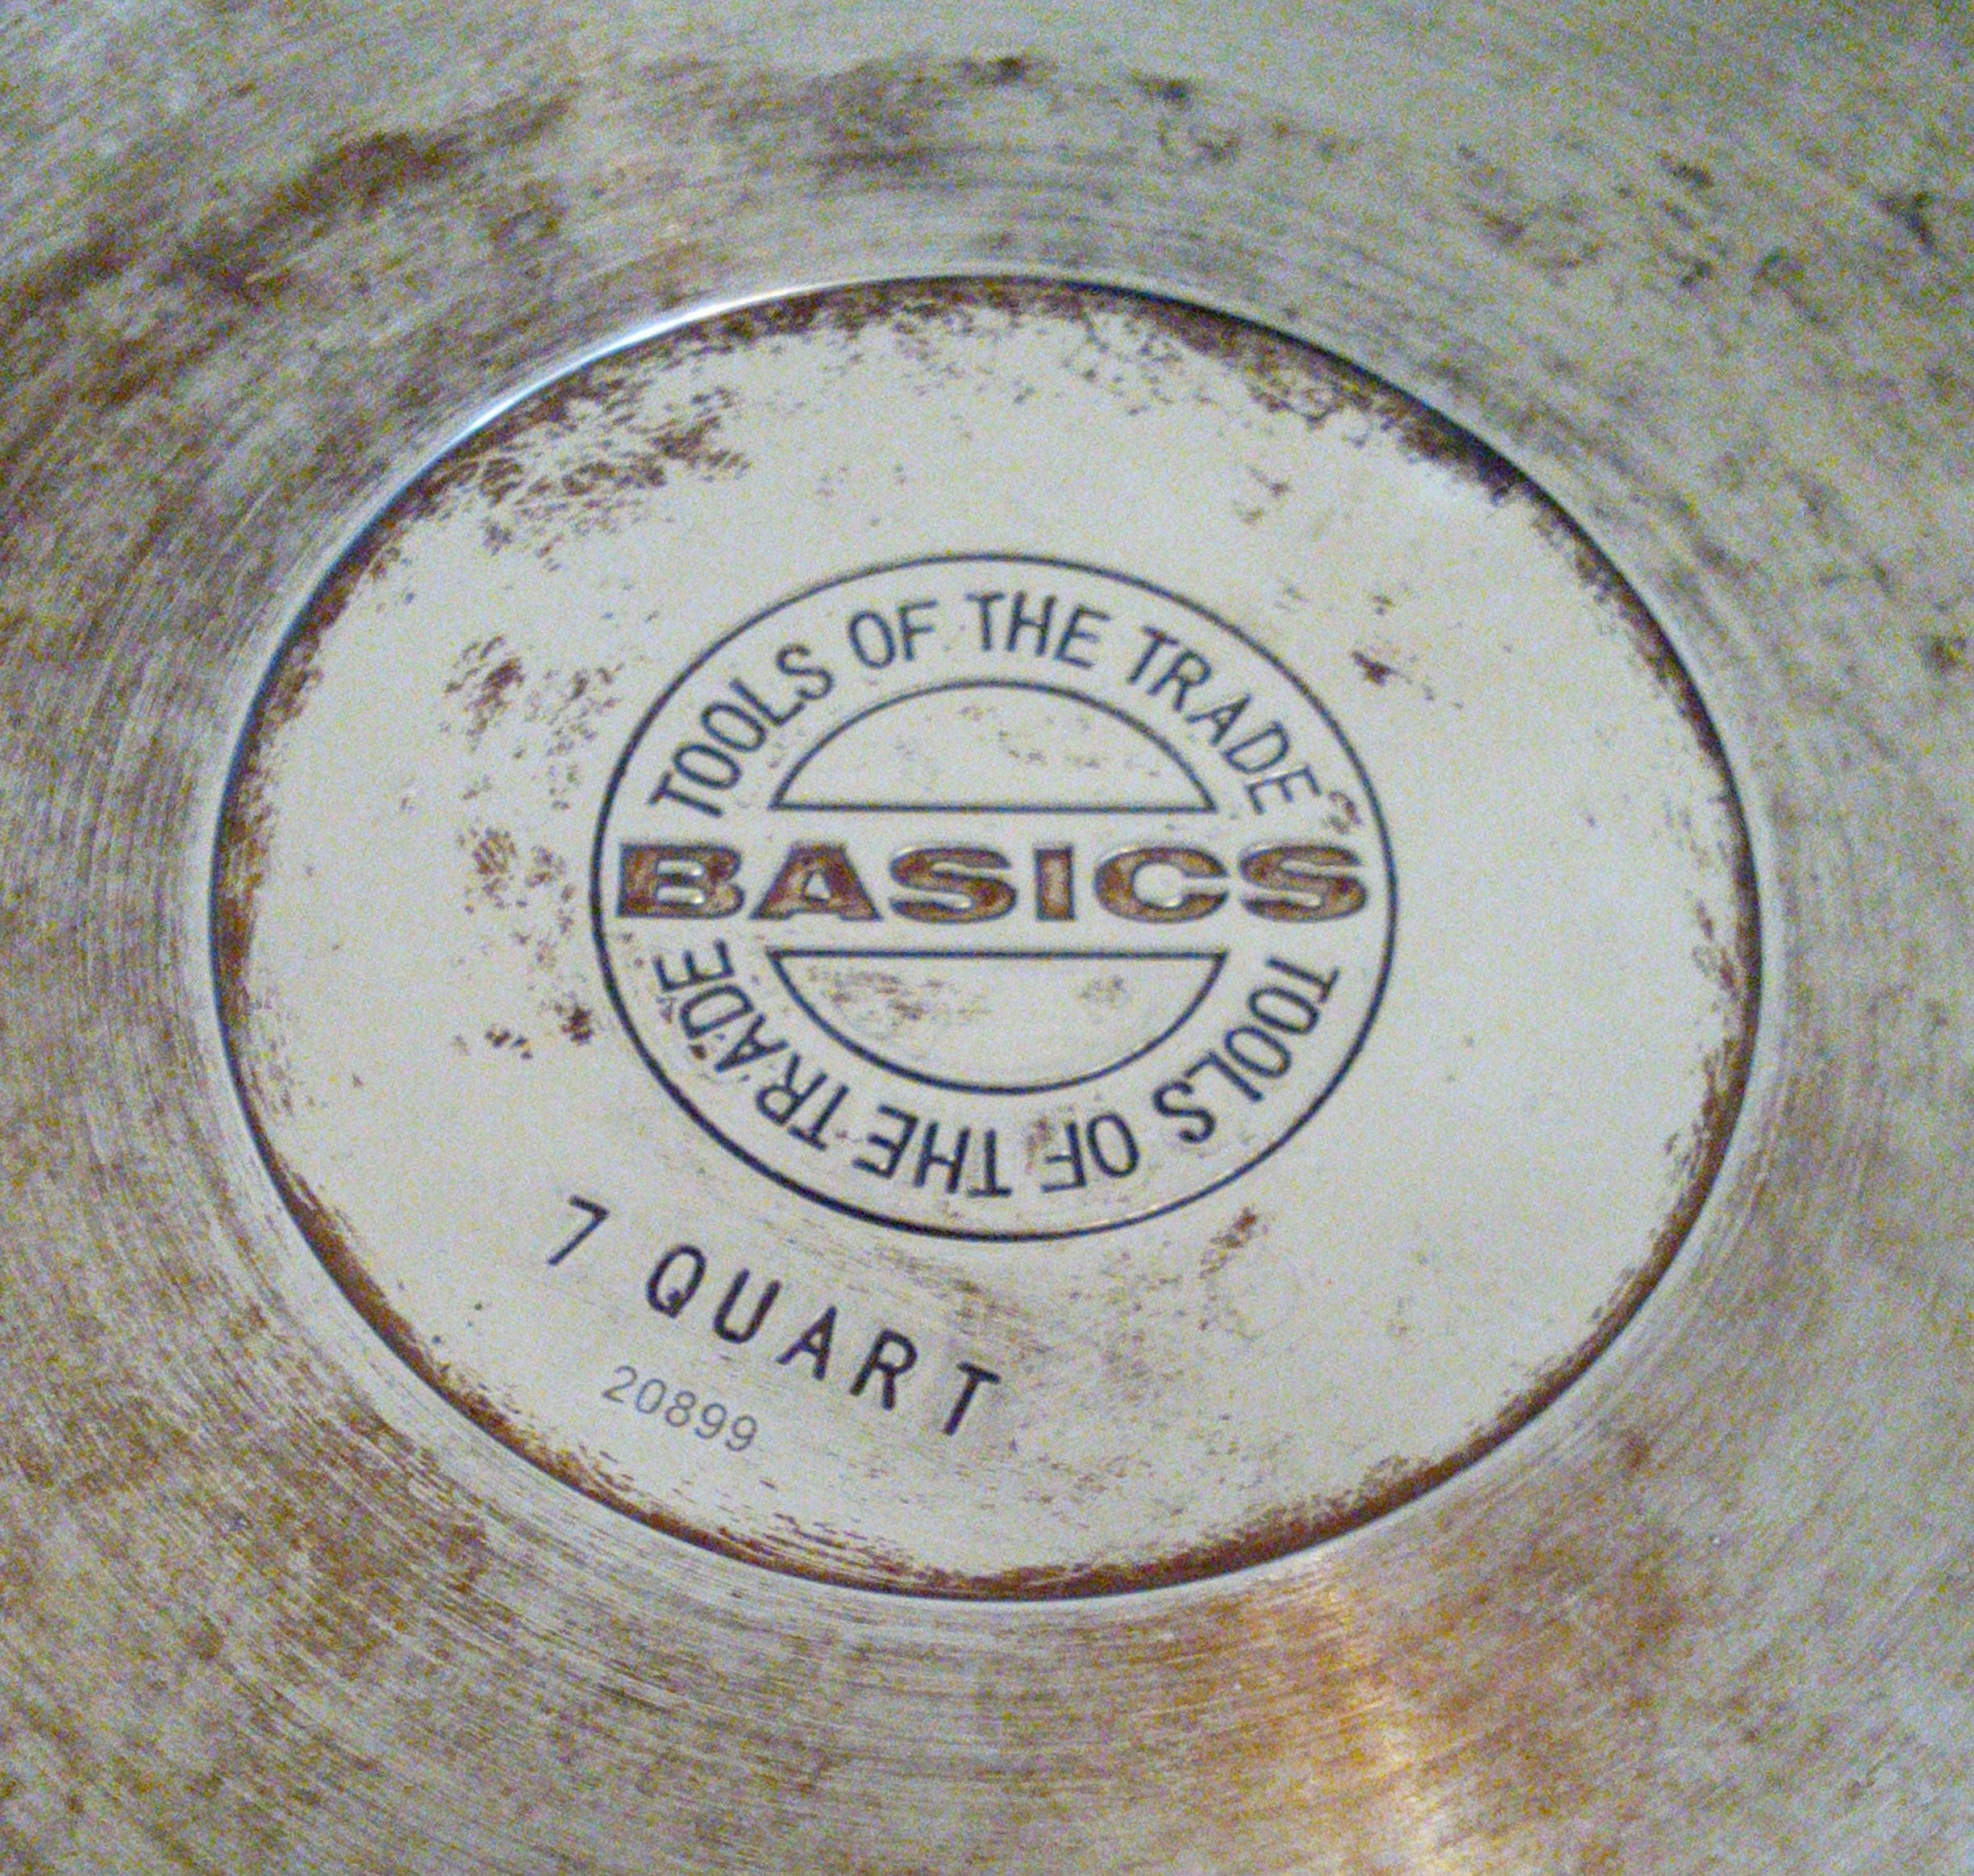 TOOLS OF THE TRADE
BASICS
TOOLS OF THE TRADE
7 QUART
20899